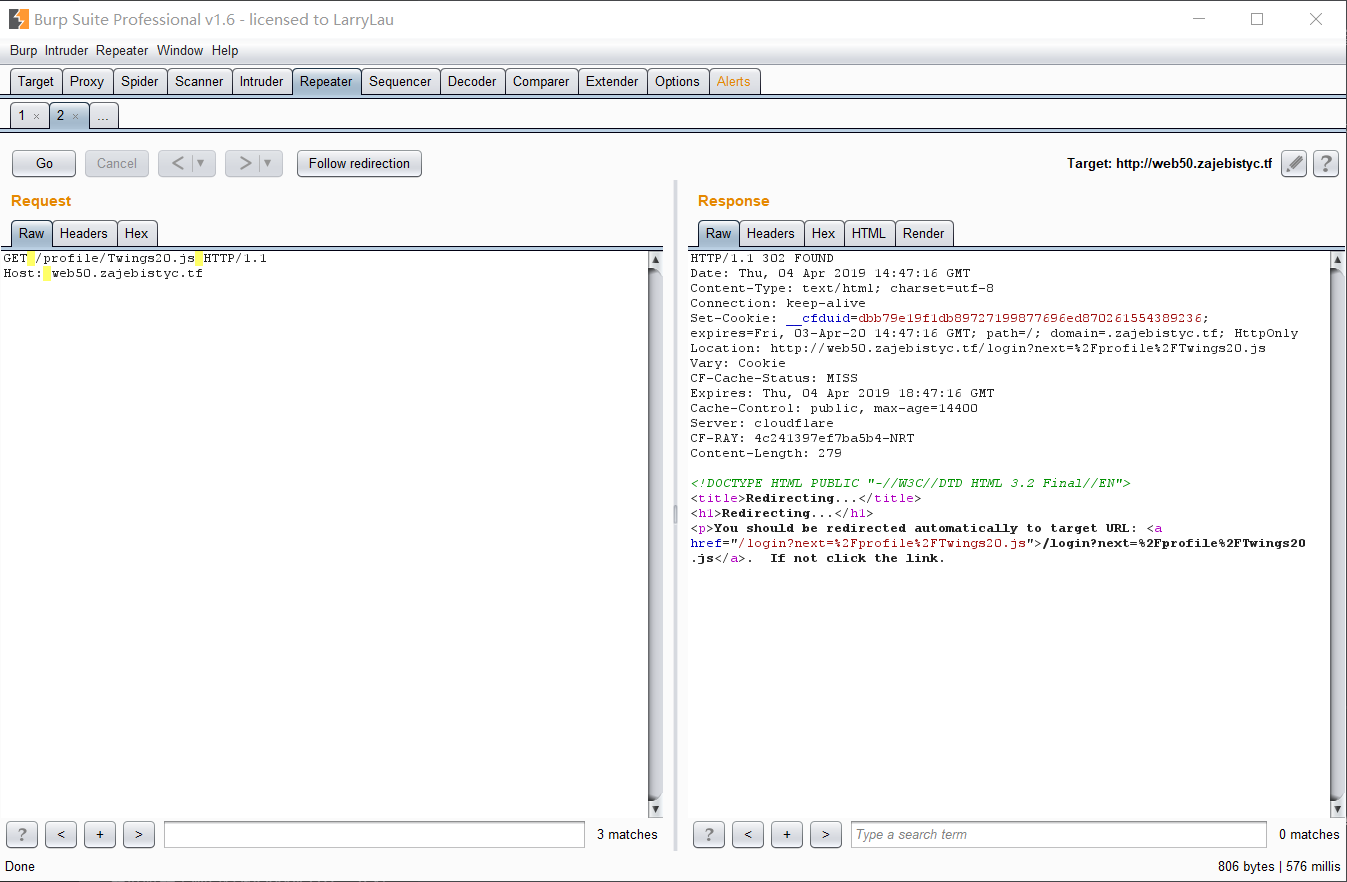 Burp Suite Professional v1.6 - licensed to LarryLau
Burp Intruder Repeater Window Help
Target Proxy Spider Scanner Intruder Repeater Sequencer Decoder Comparer Extender Options Alerts
1 × 2 × ...
Go Cancel < ▼ > ▼ Follow redirection Target: http://web50.zajebistyc.tf ?
Request
Raw Headers Hex
GET /profile/Twings20.js HTTP/1.1
Host: web50.zajebistyc.tf
? < + > 3 matches
Response
Raw Headers Hex HTML Render
HTTP/1.1 302 FOUND
Date: Thu, 04 Apr 2019 14:47:16 GMT
Content-Type: text/html; charset=utf-8
Connection: keep-alive
Set-Cookie: __cfduid=dbb79e19f1db89727199877696ed870261554389236;
expires=Fri, 03-Apr-20 14:47:16 GMT; path=/; domain=.zajebistyc.tf; HttpOnly
Location: http://web50.zajebistyc.tf/login?next=%2Fprofile%2FTwings20.js
Vary: Cookie
CF-Cache-Status: MISS
Expires: Thu, 04 Apr 2019 18:47:16 GMT
Cache-Control: public, max-age=14400
Server: cloudflare
CF-RAY: 4c241397ef7ba5b4-NRT
Content-Length: 279
<!DOCTYPE HTML PUBLIC "-//W3C//DTD HTML 3.2 Final//EN">
<title>Redirecting...</title>
<h1>Redirecting...</h1>
<p>You should be redirected automatically to target URL: <a
href="/login?next=%2Fprofile%2FTwings20.js">/login?next=%2Fprofile%2FTwings20
.js</a>.  If not click the link.
? < + > Type a search term 0 matches
Done 806 bytes | 576 millis